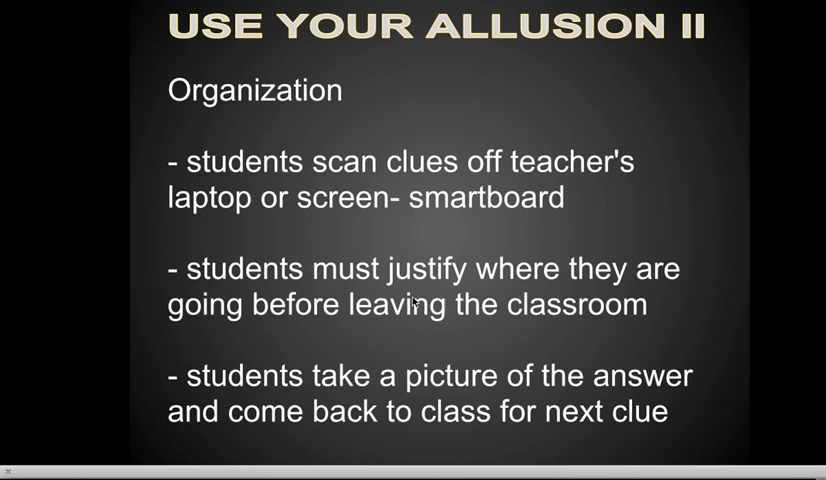 USE YOUR ALLUSION II
Organization
- students scan clues off teacher's
laptop or screen- smartboard
- students must justify where they are
going before leaving the classroom
- students take a picture of the answer
and come back to class for next clue